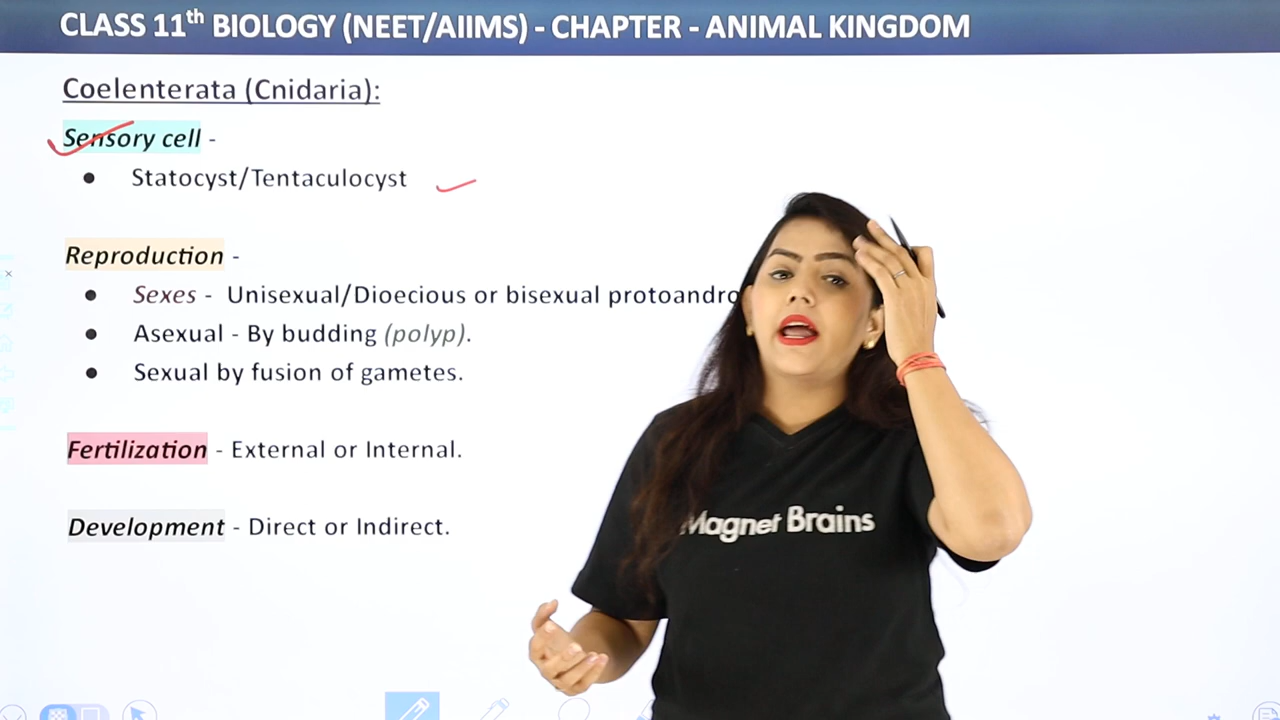 CLASS 11th BIOLOGY (NEET/AIIMS) - CHAPTER - ANIMAL KINGDOM
Coelenterata (Cnidaria):
Sensory cell -
● Statocyst/Tentaculocyst
Reproduction -
● Sexes - Unisexual/Dioecious or bisexual protoandro
● Asexual - By budding (polyp).
● Sexual by fusion of gametes.
Fertilization - External or Internal.
Development - Direct or Indirect.
Magnet Brains